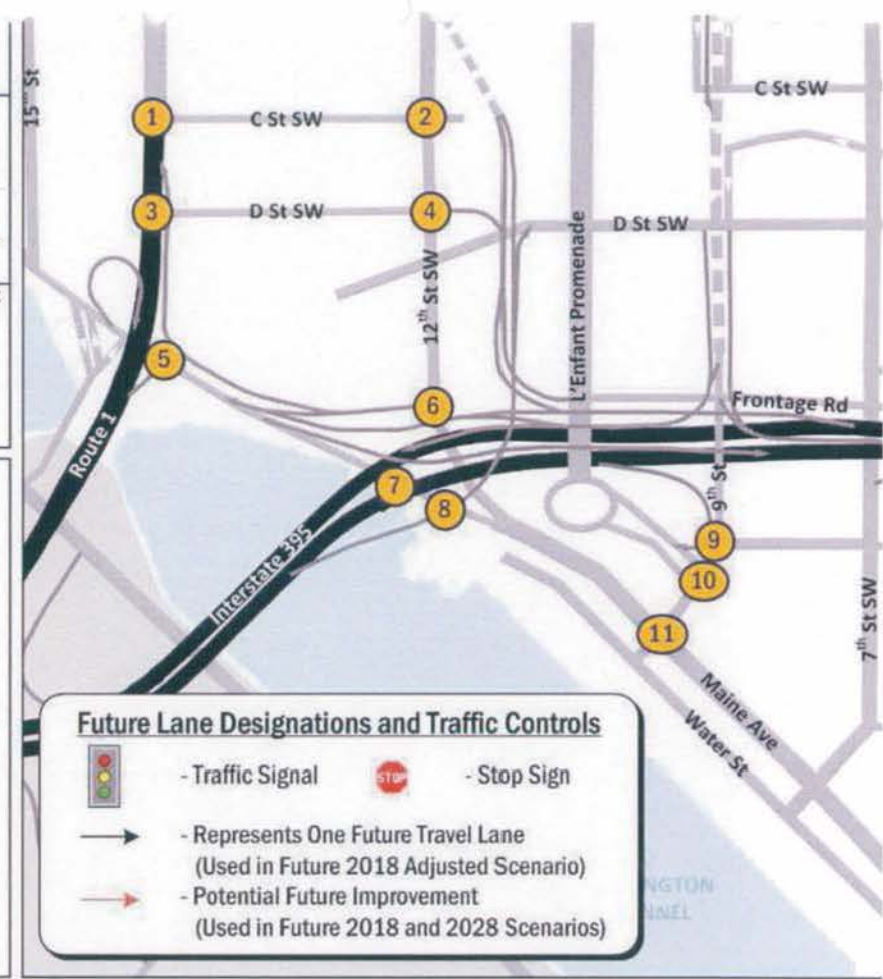 15th St
1
C St SW
2
C St SW
3
D St SW
4
D St SW
12th St SW
L'Enfant Promenade
5
6
Frontage Rd
Route 1
7
8
9th St
9
Interstate 395
10
11
7th St SW
Maine Ave
Water St
Future Lane Designations and Traffic Controls
- Traffic Signal
STOP
- Stop Sign
- Represents One Future Travel Lane
(Used in Future 2018 Adjusted Scenario)
- Potential Future Improvement
(Used in Future 2018 and 2028 Scenarios)
NGTON
NNEL